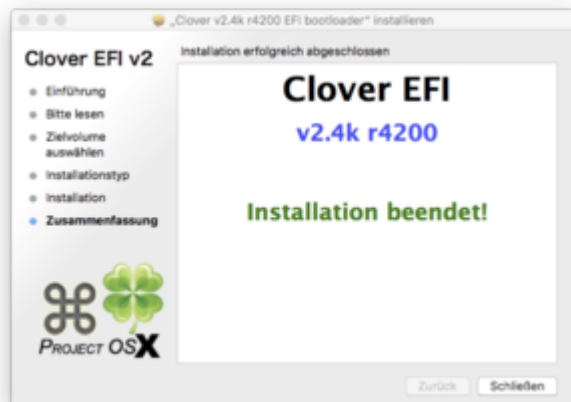 „Clover v2.4k r4200 EFI bootloader“ installieren
Clover EFI v2
Installation erfolgreich abgeschlossen
Einführung
Bitte lesen
Zielvolume
auswählen
Installationstyp
Installation
Zusammenfassung
Clover EFI
v2.4k r4200
Installation beendet!
PROJECT OSX
Zurück
Schließen